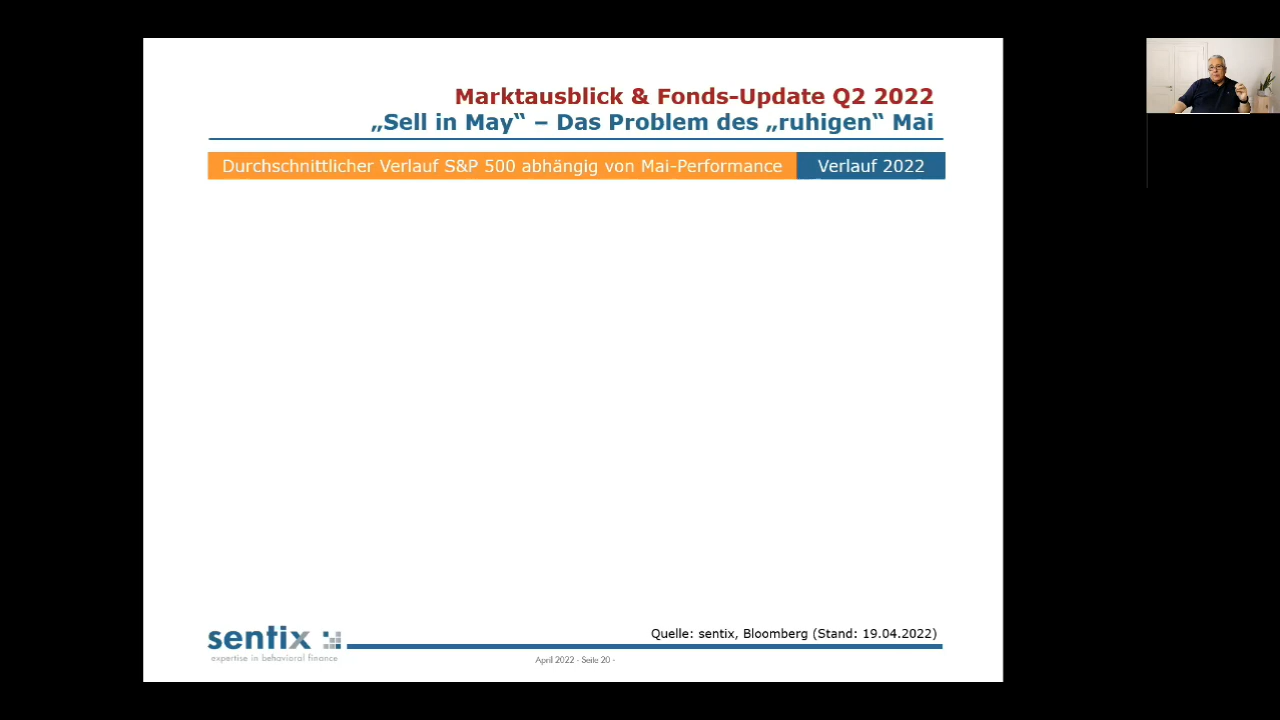 Marktausblick & Fonds-Update Q2 2022
„Sell in May“ – Das Problem des „ruhigen“ Mai
Durchschnittlicher Verlauf S&P 500 abhängig von Mai-Performance
Verlauf 2022
Quelle: sentix, Bloomberg (Stand: 19.04.2022)
sentix
expertise in behavioral finance
April 2022 - Seite 20 -